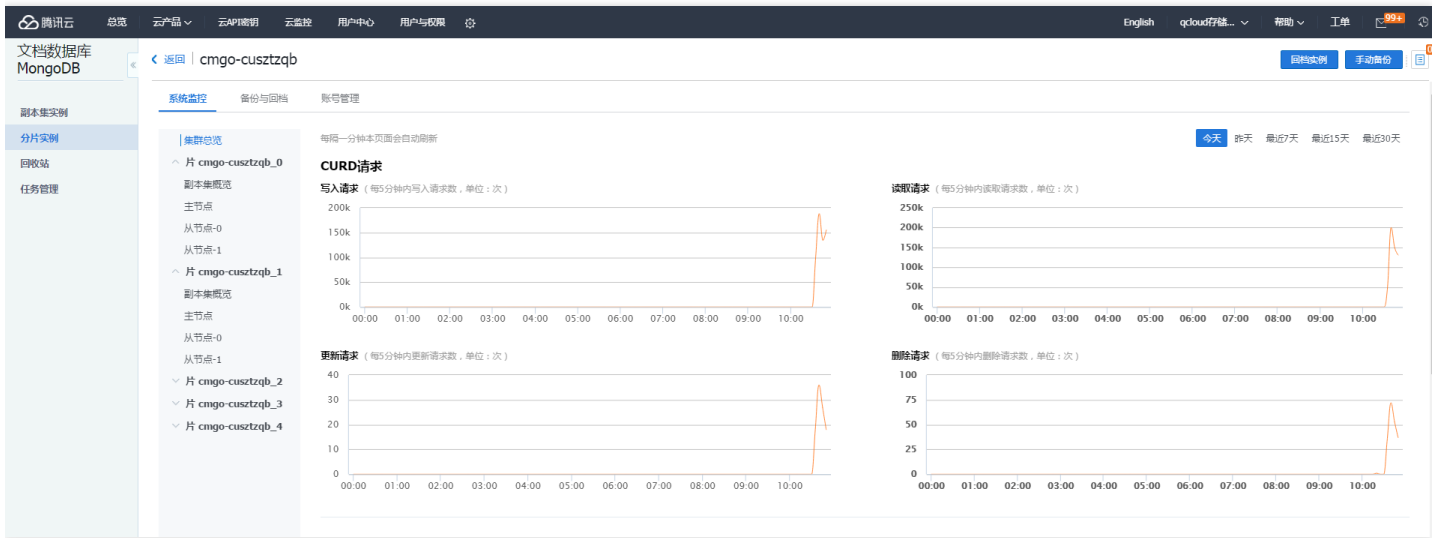 腾讯云 总览 云产品 云API密钥 云监控 用户中心 用户与权限 English qcloud存储... 帮助 工单 99+
文档数据库
MongoDB
返回 cmgo-cusztzqb 回档实例 手动备份
系统监控 备份与回档 账号管理
副本集实例
分片实例
回收站
任务管理
集群总览
片 cmgo-cusztzqb_0
副本集概览
主节点
从节点-0
从节点-1
片 cmgo-cusztzqb_1
副本集概览
主节点
从节点-0
从节点-1
片 cmgo-cusztzqb_2
片 cmgo-cusztzqb_3
片 cmgo-cusztzqb_4
每隔一分钟本页面会自动刷新 今天 昨天 最近7天 最近15天 最近30天
CURD请求
写入请求（每5分钟内写入请求数，单位：次）
200k
150k
100k
50k
0k
00:00 01:00 02:00 03:00 04:00 05:00 06:00 07:00 08:00 09:00 10:00
读取请求（每5分钟内读取请求数，单位：次）
250k
200k
150k
100k
50k
0k
00:00 01:00 02:00 03:00 04:00 05:00 06:00 07:00 08:00 09:00 10:00
更新请求（每5分钟内更新请求数，单位：次）
40
30
20
10
0
00:00 01:00 02:00 03:00 04:00 05:00 06:00 07:00 08:00 09:00 10:00
删除请求（每5分钟内删除请求数，单位：次）
100
75
50
25
0
00:00 01:00 02:00 03:00 04:00 05:00 06:00 07:00 08:00 09:00 10:00